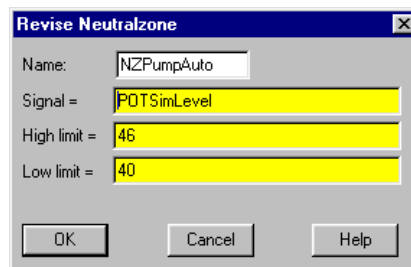 Revise Neutralzone
Name: NZPumpAuto
Signal = POTSimLevel
High limit = 46
Low limit = 40
OK Cancel Help